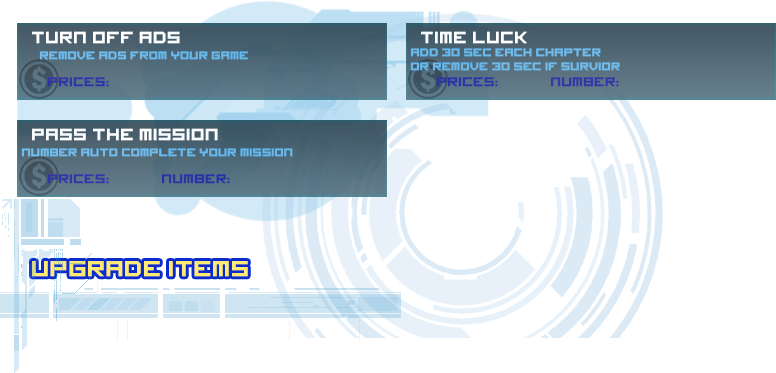 TURN OFF ADS
REMOVE ADS FROM YOUR GAME
PRICES:
TIME LUCK
ADD 30 SEC EACH CHAPTER
OR REMOVE 30 SEC IF SURVIOR
PRICES: NUMBER:
PASS THE MISSION
NUMBER AUTO COMPLETE YOUR MISSION
PRICES: NUMBER:
UPGRADE ITEMS